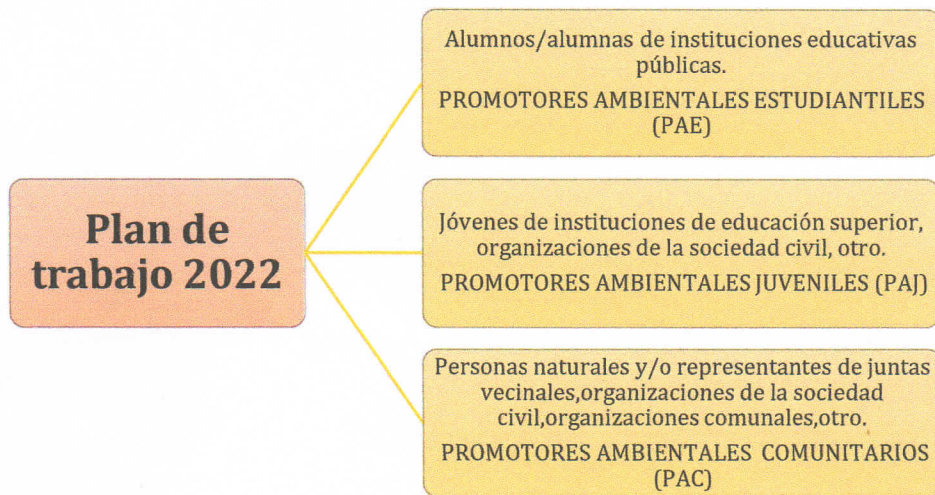 Alumnos/alumnas de instituciones educativas
públicas.
PROMOTORES AMBIENTALES ESTUDIANTILES
(PAE)
Plan de
trabajo 2022
Jóvenes de instituciones de educación superior,
organizaciones de la sociedad civil, otro.
PROMOTORES AMBIENTALES JUVENILES (PAJ)
Personas naturales y/o representantes de juntas
vecinales,organizaciones de la sociedad
civil,organizaciones comunales,otro.
PROMOTORES AMBIENTALES COMUNITARIOS
(PAC)